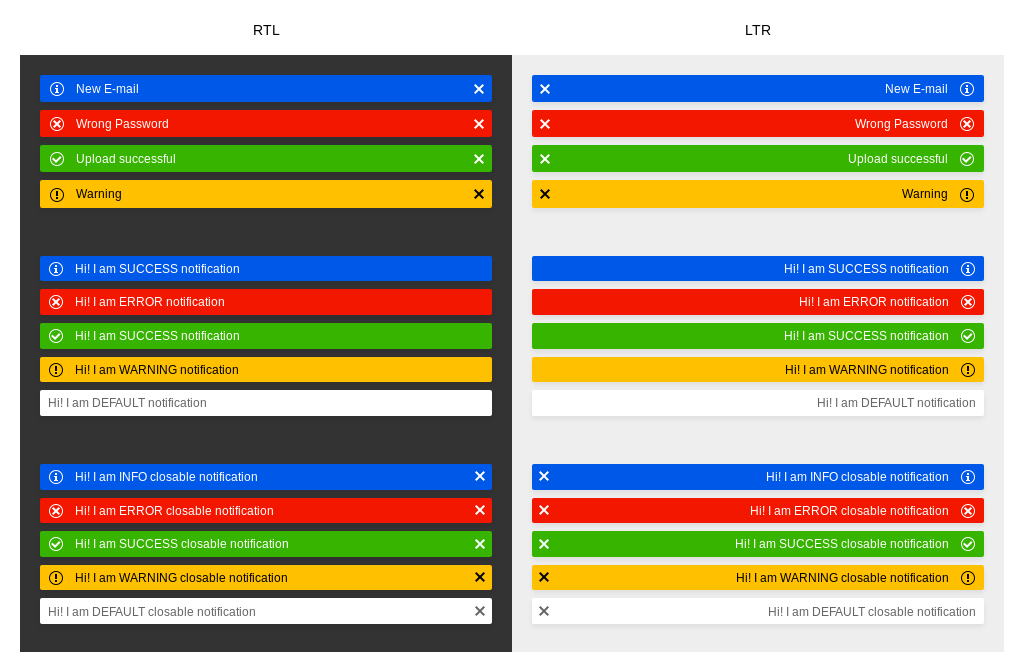 RTL
New E-mail
Wrong Password
Upload successful
Warning
Hi! I am SUCCESS notification
Hi! I am ERROR notification
Hi! I am SUCCESS notification
Hi! I am WARNING notification
Hi! I am DEFAULT notification
Hi! I am INFO closable notification
Hi! I am ERROR closable notification
Hi! I am SUCCESS closable notification
Hi! I am WARNING closable notification
Hi! I am DEFAULT closable notification
LTR
New E-mail
Wrong Password
Upload successful
Warning
Hi! I am SUCCESS notification
Hi! I am ERROR notification
Hi! I am SUCCESS notification
Hi! I am WARNING notification
Hi! I am DEFAULT notification
Hi! I am INFO closable notification
Hi! I am ERROR closable notification
Hi! I am SUCCESS closable notification
Hi! I am WARNING closable notification
Hi! I am DEFAULT closable notification